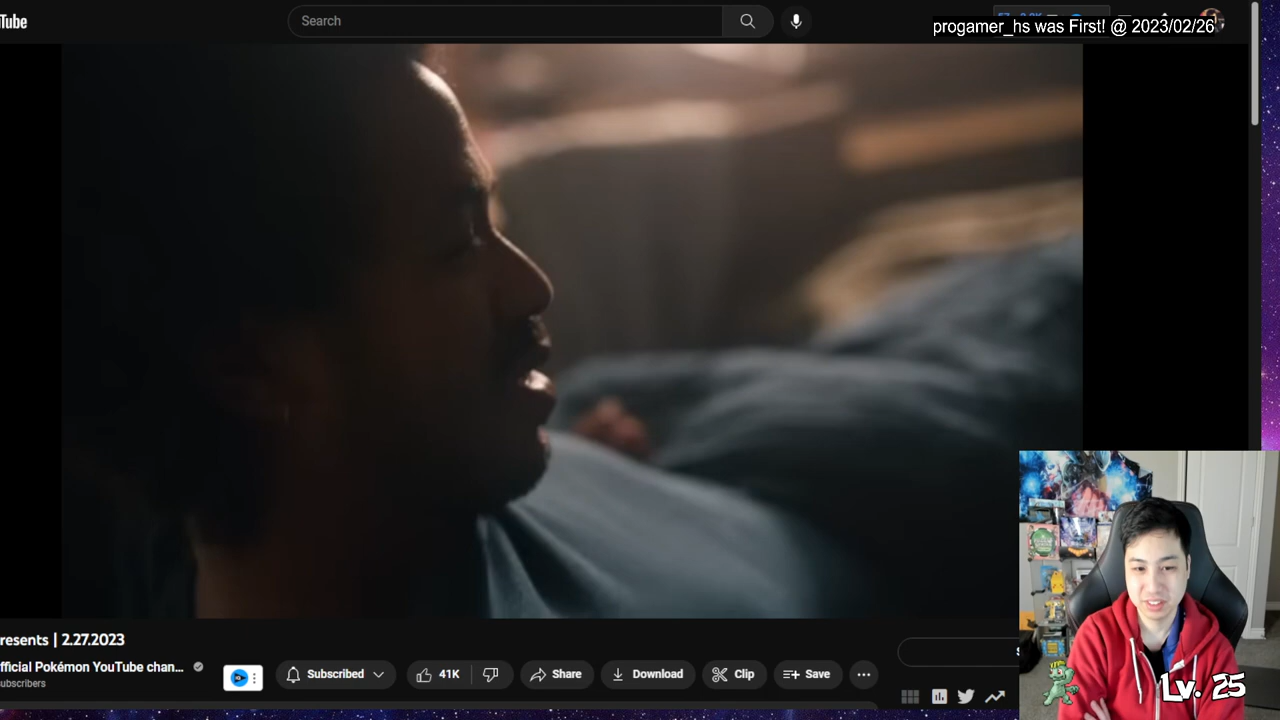 Tube
Search
progamer_hs was First! @ 2023/02/26
resents | 2.27.2023
fficial Pokémon YouTube chan...
ubscribers
Subscribed
41K
Share
Download
Clip
Save
Lv. 25